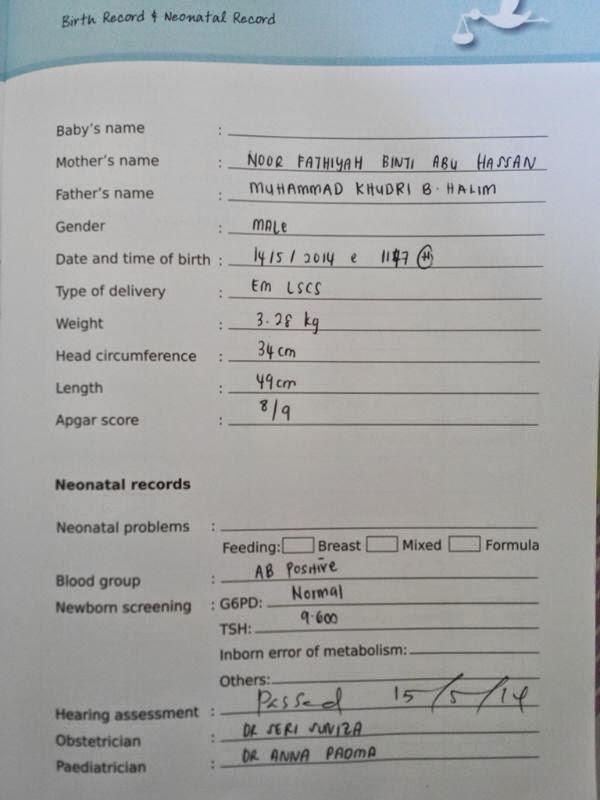 Birth Record & Neonatal Record
Baby's name :
Mother's name : NOOR FATHIYAH BINTI ABU HASSAN
Father's name : MUHAMMAD KHUDRI B. HALIM
Gender : MALE
Date and time of birth : 14/5/2014 @ 1147 H
Type of delivery : EM LSCS
Weight : 3.28 kg
Head circumference : 34cm
Length : 49cm
Apgar score : 8/9
Neonatal records
Neonatal problems :
Feeding: Breast Mixed Formula
Blood group : AB Positive
Newborn screening : G6PD: Normal
TSH: 9.600
Inborn error of metabolism:
Others:
Hearing assessment : Passed 15/5/14
Obstetrician : DR SERI SUNIZA
Paediatrician : DR ANNA PADMA